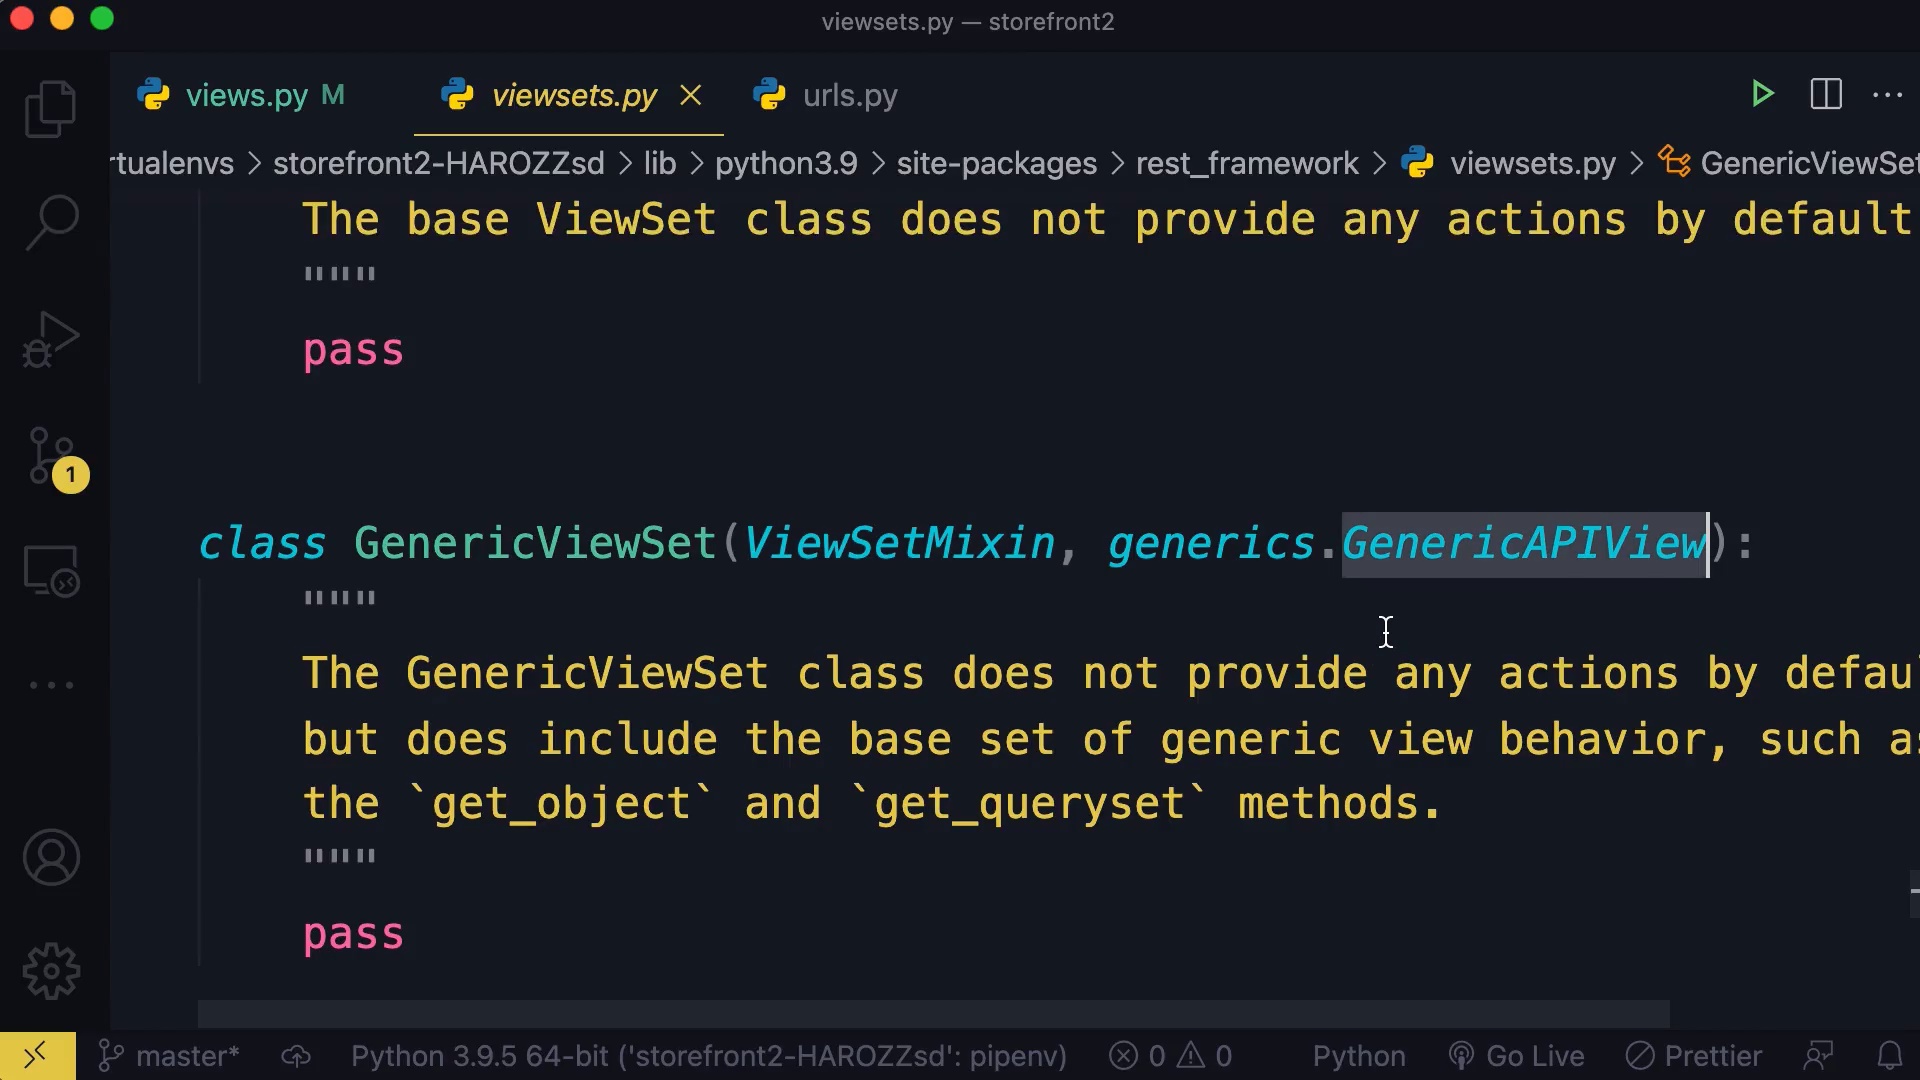 viewsets.py — storefront2
views.py M viewsets.py urls.py
rtualenvs > storefront2-HAROZZsd > lib > python3.9 > site-packages > rest_framework > viewsets.py > GenericViewSet
The base ViewSet class does not provide any actions by default
"""
pass
class GenericViewSet(ViewSetMixin, generics.GenericAPIView):
"""
The GenericViewSet class does not provide any actions by defau
but does include the base set of generic view behavior, such as
the `get_object` and `get_queryset` methods.
"""
pass
1
master* Python 3.9.5 64-bit ('storefront2-HAROZZsd': pipenv) 0 0 Python Go Live Prettier